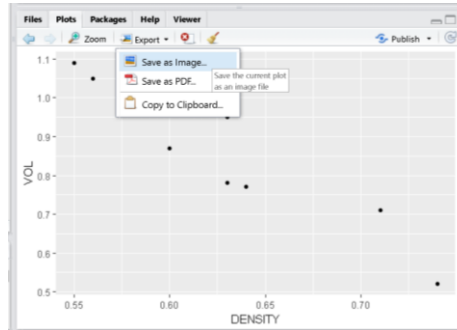 Files Plots Packages Help Viewer
Zoom Export Publish
Save as Image...
Save as PDF...
Copy to Clipboard...
Save the current plot
as an image file
1.1
1.0
0.9
0.8
0.7
0.6
0.5
VOL
0.55 0.60 0.65 0.70
DENSITY